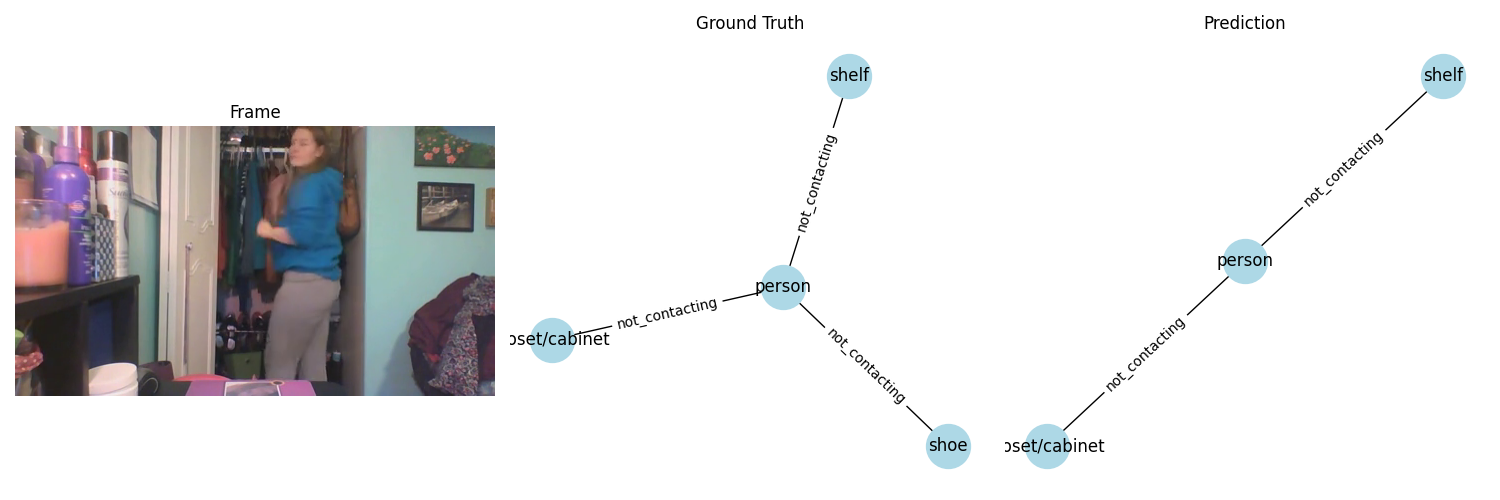 Ground Truth
Prediction
Frame
shelf
shelf
not_contacting
not_contacting
person
person
not_contacting
oset/cabinet
not_contacting
shoe
not_contacting
oset/cabinet